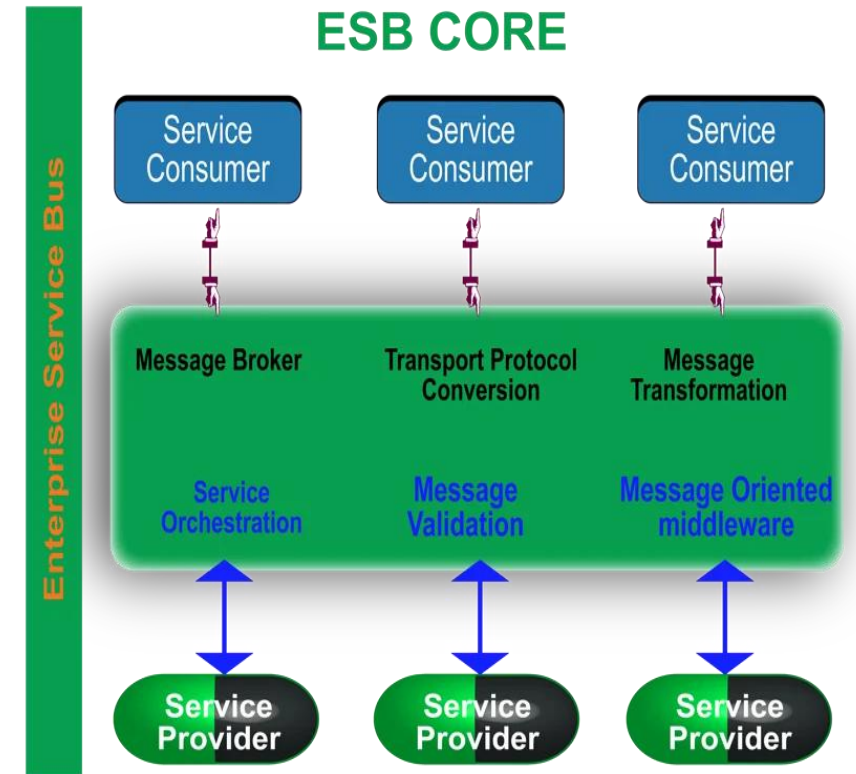 ESB CORE
Enterprise Service Bus
Service
Consumer
Service
Consumer
Service
Consumer
Message Broker
Transport Protocol
Conversion
Message
Transformation
Service
Orchestration
Message
Validation
Message Oriented
middleware
Service
Provider
Service
Provider
Service
Provider